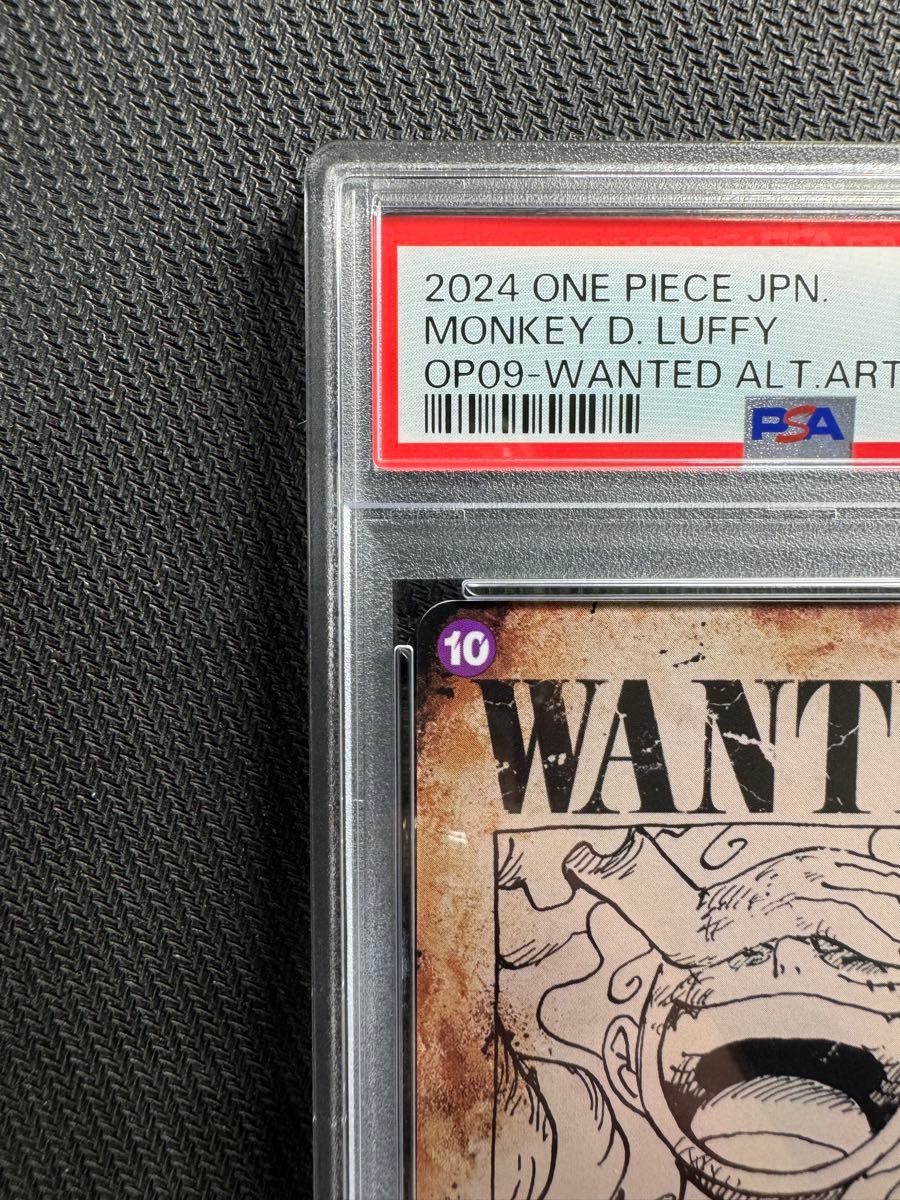 2024 ONE PIECE JPN.
MONKEY D. LUFFY
OP09-WANTED ALT.ART
PSA
10
WANT